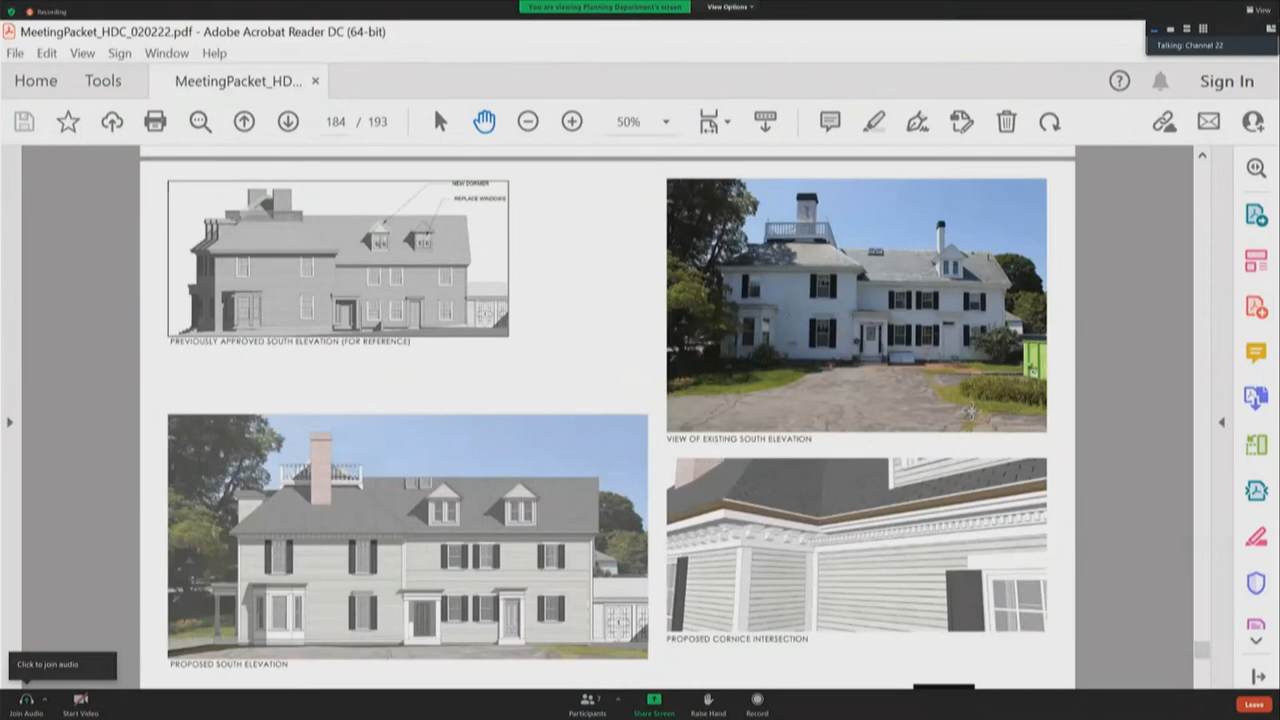 Recording
You are viewing Planning Department's screen
View Options
View
MeetingPacket_HDC_020222.pdf - Adobe Acrobat Reader DC (64-bit)
Talking: Channel 22
File Edit View Sign Window Help
Home Tools MeetingPacket_HD... × Sign In
184 / 193 50%
NEW DORMER
REPLACE WINDOWS
PREVIOUSLY APPROVED SOUTH ELEVATION (FOR REFERENCE)
VIEW OF EXISTING SOUTH ELEVATION
PROPOSED CORNICE INTERSECTION
PROPOSED SOUTH ELEVATION
Click to join audio
Join Audio Start Video Participants 7 Share Screen Raise Hand Record Leave